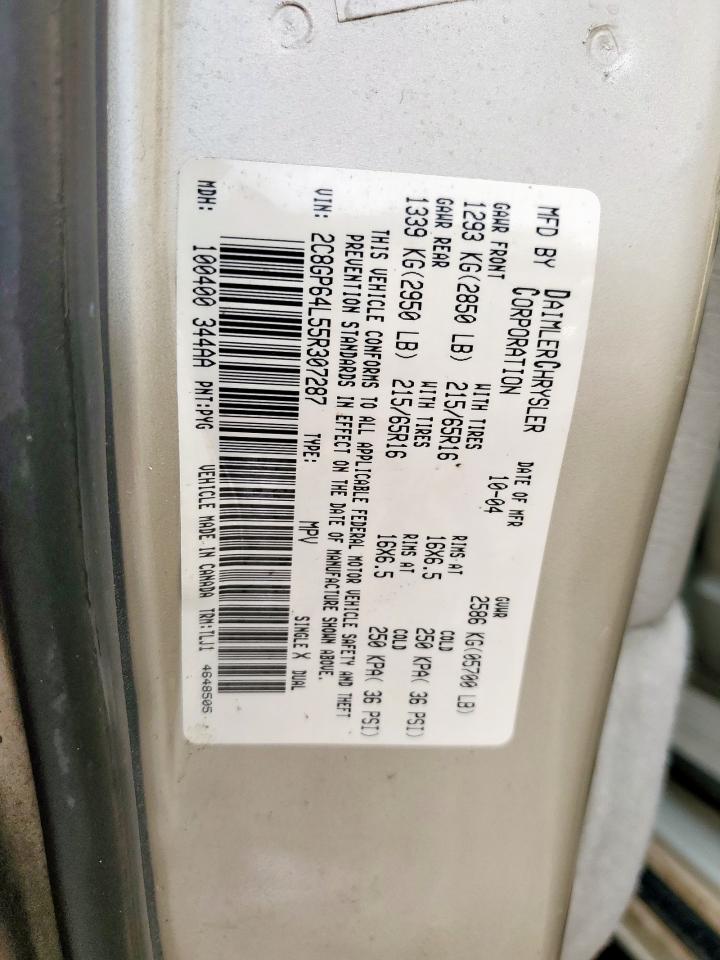 MFD BY DAIMLERCHRYSLER CORPORATION DATE OF MFR 10-04 GVWR 2586 KG(05700 LB)
GAWR FRONT WITH TIRES RIMS AT COLD
1293 KG(2850 LB) 215/65R16 16X6.5 250 KPA( 36 PSI)
GAWR REAR WITH TIRES RIMS AT COLD
1339 KG(2950 LB) 215/65R16 16X6.5 250 KPA( 36 PSI)
THIS VEHICLE CONFORMS TO ALL APPLICABLE FEDERAL MOTOR VEHICLE SAFETY AND THEFT
PREVENTION STANDARDS IN EFFECT ON THE DATE OF MANUFACTURE SHOWN ABOVE.
VIN: 2C8GP64L55R307287 TYPE: MPV SINGLE X DUAL
MDH: 100400 344AA PNT:PYG VEHICLE MADE IN CANADA TRM:TLJ1 4648505